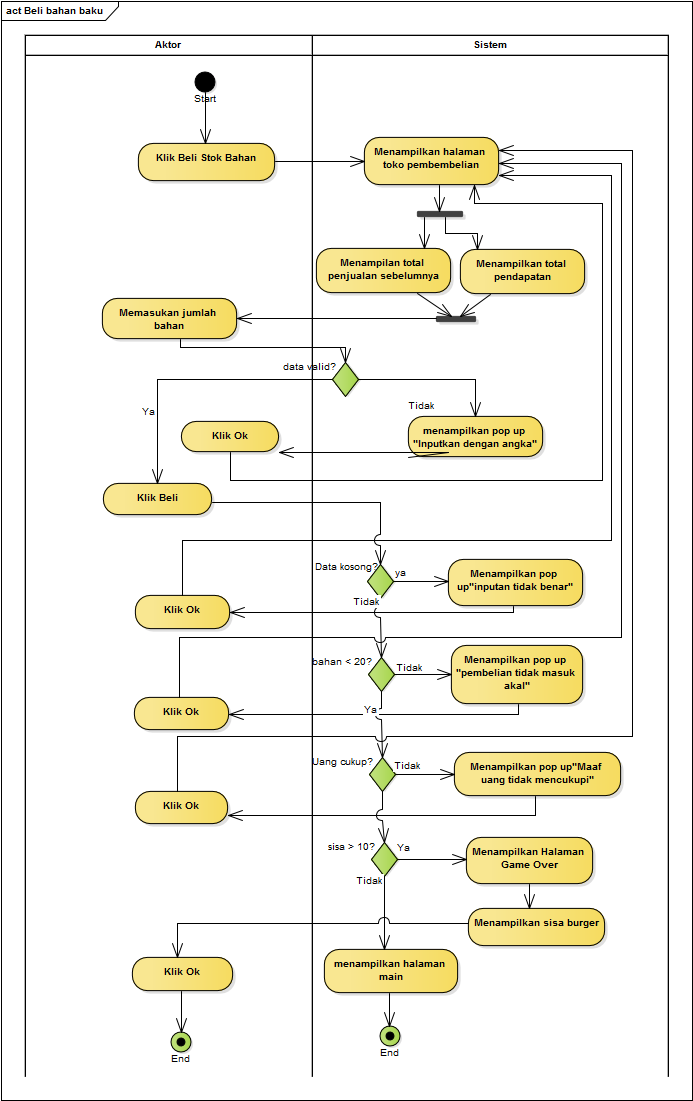 act Beli bahan baku
Aktor
Sistem
Start
Klik Beli Stok Bahan
Menampilkan halaman
toko pembembelian
Menampilan total
penjualan sebelumnya
Menampilkan total
pendapatan
Memasukan jumlah
bahan
data valid?
Ya
Tidak
Klik Ok
menampilkan pop up
"Inputkan dengan angka"
Klik Beli
Data kosong?
ya
Menampilkan pop
up"inputan tidak benar"
Tidak
Klik Ok
bahan < 20?
Tidak
Menampilkan pop up
"pembelian tidak masuk
akal"
Ya
Klik Ok
Uang cukup?
Tidak
Menampilkan pop up"Maaf
uang tidak mencukupi"
Klik Ok
sisa > 10?
Ya
Menampilkan Halaman
Game Over
Tidak
Menampilkan sisa burger
Klik Ok
menampilkan halaman
main
End
End